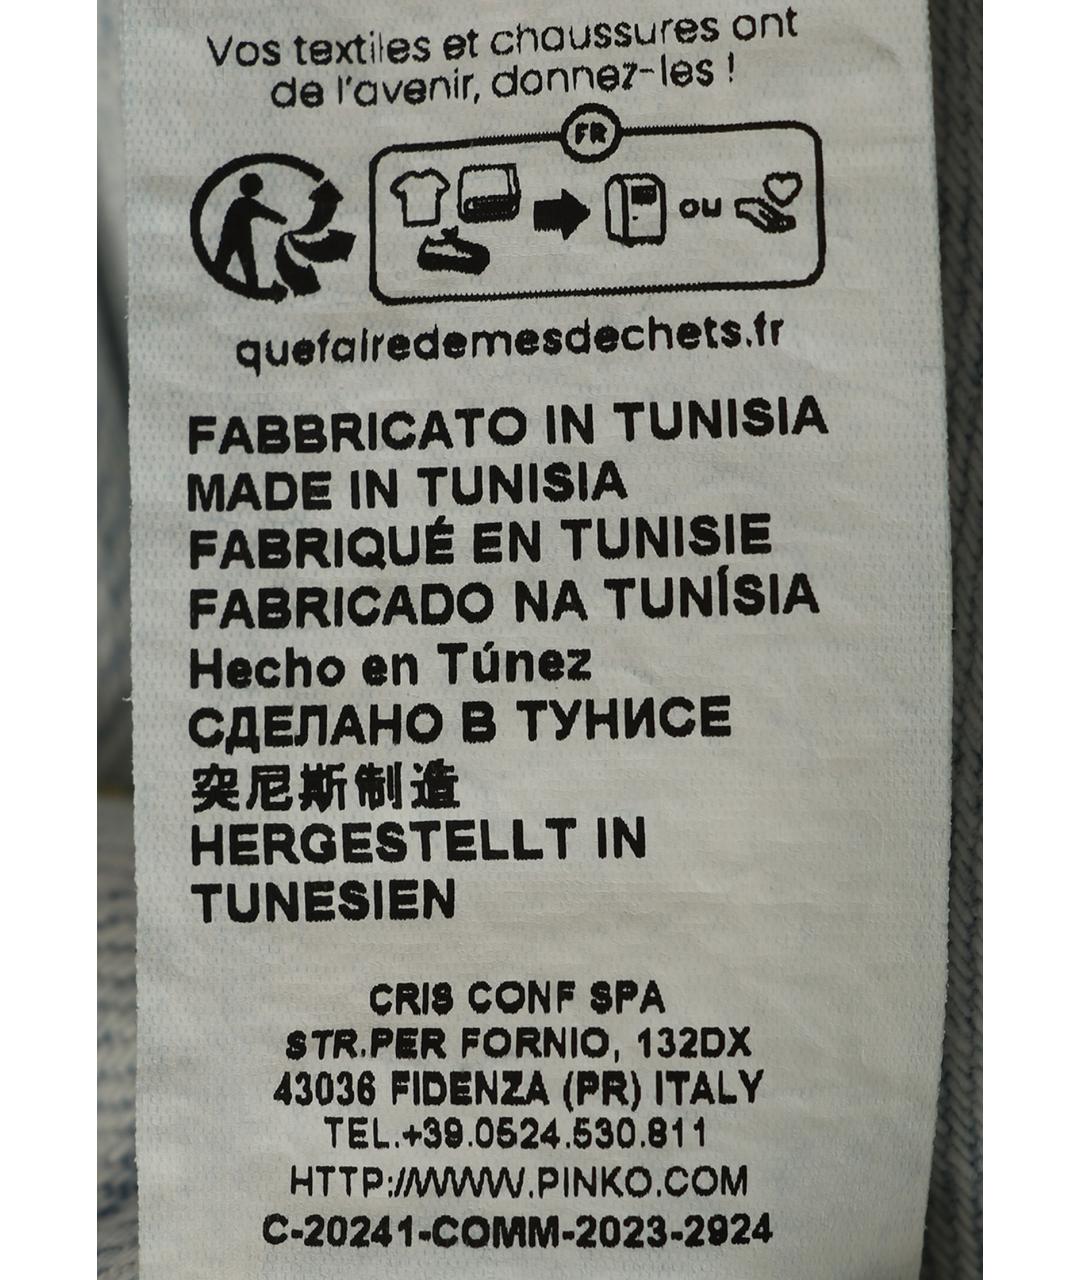 Vos textiles et chaussures ont
de l'avenir, donnez-les !
FR
ou
quefairedemesdechets.fr
FABBRICATO IN TUNISIA
MADE IN TUNISIA
FABRIQUÉ EN TUNISIE
FABRICADO NA TUNÍSIA
Hecho en Túnez
СДЕЛАНО В ТУНИСЕ
突尼斯制造
HERGESTELLT IN
TUNESIEN
CRIS CONF SPA
STR.PER FORNIO, 132DX
43036 FIDENZA (PR) ITALY
TEL.+39.0524.530.811
HTTP://WWW.PINKO.COM
C-20241-COMM-2023-2924